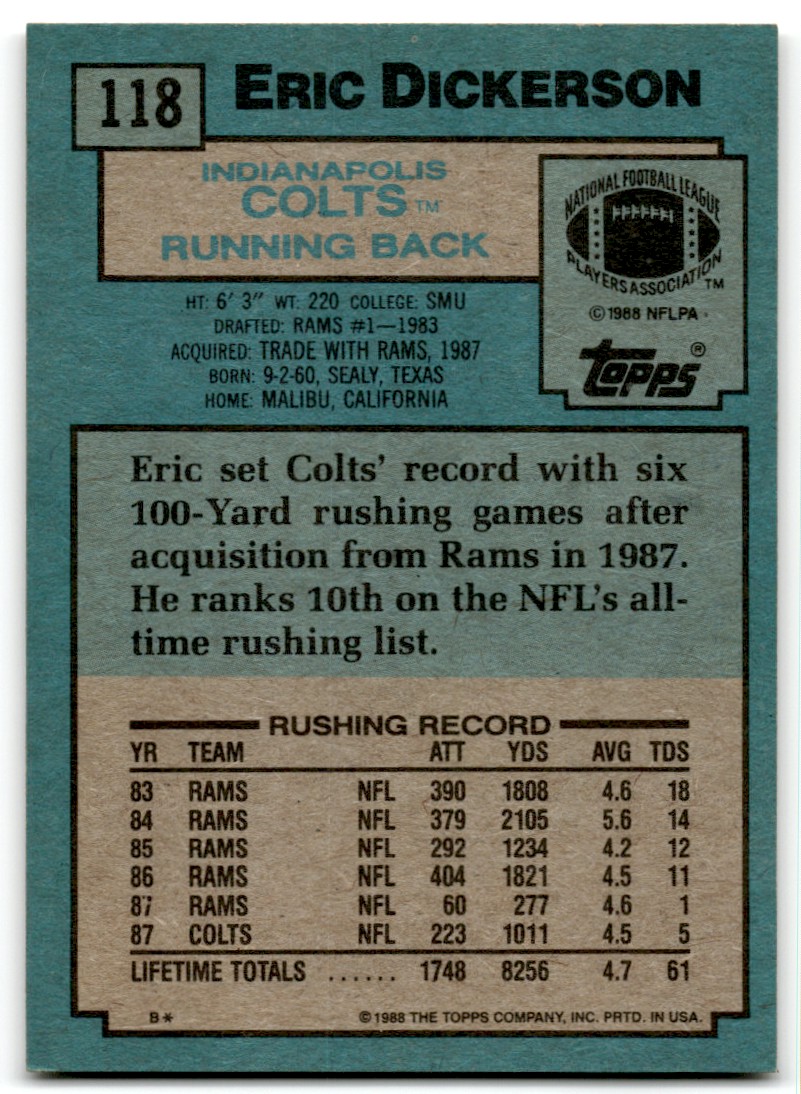 118
ERIC DICKERSON
INDIANAPOLIS
COLTS™
RUNNING BACK
NATIONAL FOOTBALL LEAGUE
PLAYERS ASSOCIATION™
©1988 NFLPA
TOPPS®
HT: 6' 3" WT: 220 COLLEGE: SMU
DRAFTED: RAMS #1—1983
ACQUIRED: TRADE WITH RAMS, 1987
BORN: 9-2-60, SEALY, TEXAS
HOME: MALIBU, CALIFORNIA
Eric set Colts' record with six
100-Yard rushing games after
acquisition from Rams in 1987.
He ranks 10th on the NFL's all-
time rushing list.
RUSHING RECORD
YR TEAM ATT YDS AVG TDS
83 RAMS NFL 390 1808 4.6 18
84 RAMS NFL 379 2105 5.6 14
85 RAMS NFL 292 1234 4.2 12
86 RAMS NFL 404 1821 4.5 11
87 RAMS NFL 60 277 4.6 1
87 COLTS NFL 223 1011 4.5 5
LIFETIME TOTALS ...... 1748 8256 4.7 61
B* ©1988 THE TOPPS COMPANY, INC. PRTD. IN USA.